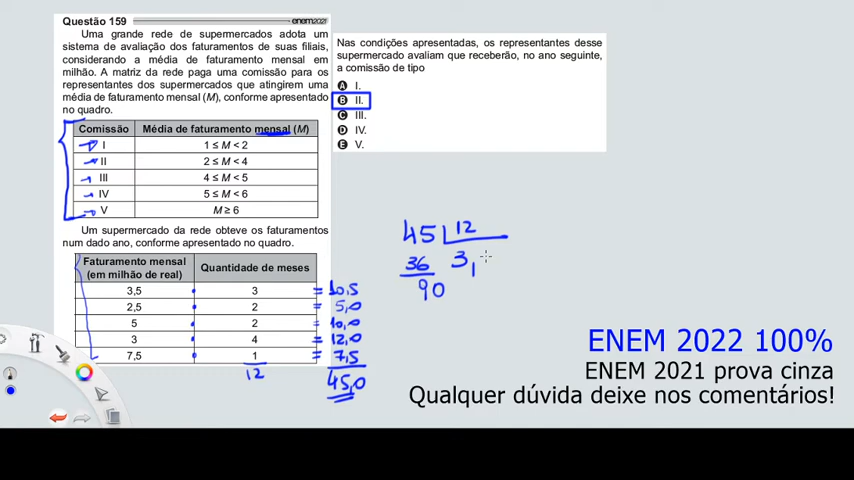 Questão 159 enem2021
Uma grande rede de supermercados adota um
sistema de avaliação dos faturamentos de suas filiais,
considerando a média de faturamento mensal em
milhão. A matriz da rede paga uma comissão para os
representantes dos supermercados que atingirem uma
média de faturamento mensal (M), conforme apresentado
no quadro.
Comissão Média de faturamento mensal (M)
I 1 ≤ M < 2
II 2 ≤ M < 4
III 4 ≤ M < 5
IV 5 ≤ M < 6
V M ≥ 6
Um supermercado da rede obteve os faturamentos
num dado ano, conforme apresentado no quadro.
Faturamento mensal
(em milhão de real)
Quantidade de meses
3,5 3 = 10,5
2,5 2 = 5,0
5 2 = 10,0
3 4 = 12,0
7,5 1 = 7,5
12 45,0
Nas condições apresentadas, os representantes desse
supermercado avaliam que receberão, no ano seguinte,
a comissão de tipo
A I.
B II.
C III.
D IV.
E V.
45 12
36 3,
90
ENEM 2022 100%
ENEM 2021 prova cinza
Qualquer dúvida deixe nos comentários!